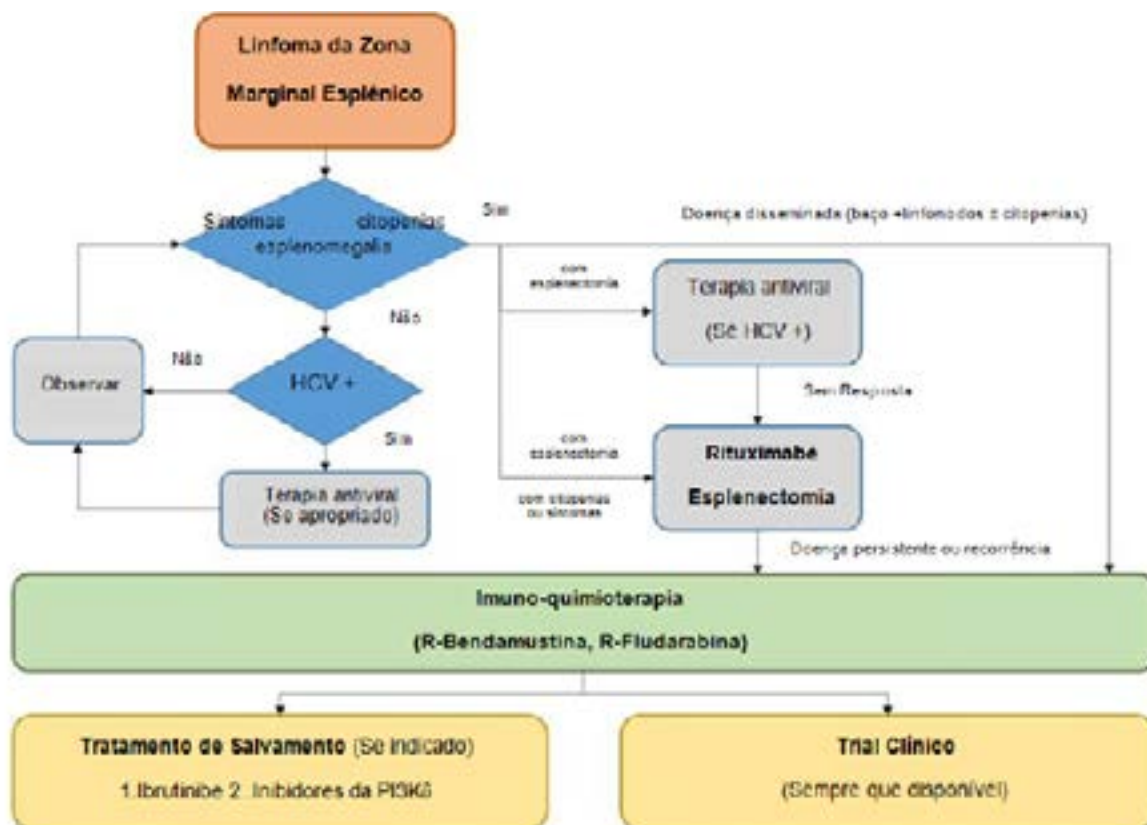 Linfoma da Zona
Marginal Esplênico
Sintomas citopenias
esplenomegalia
Sim
Doença disseminada (baço +linfonodos ± citopenias)
com
esplenectomia
Terapia antiviral
(Se HCV +)
Não
Não
Observar
HCV +
Sem Resposta
Sim
com
esplenectomia
Rituximabe
Esplenectomia
Terapia antiviral
(Se apropriado)
com citopenias
ou sintomas
Doença persistente ou recorrência
Imuno-quimioterapia
(R-Bendamustina, R-Fludarabina)
Tratamento de Salvamento (Se indicado)
1.Ibrutinibe 2. Inibidores da
Trial Clínico
(Sempre que disponível)